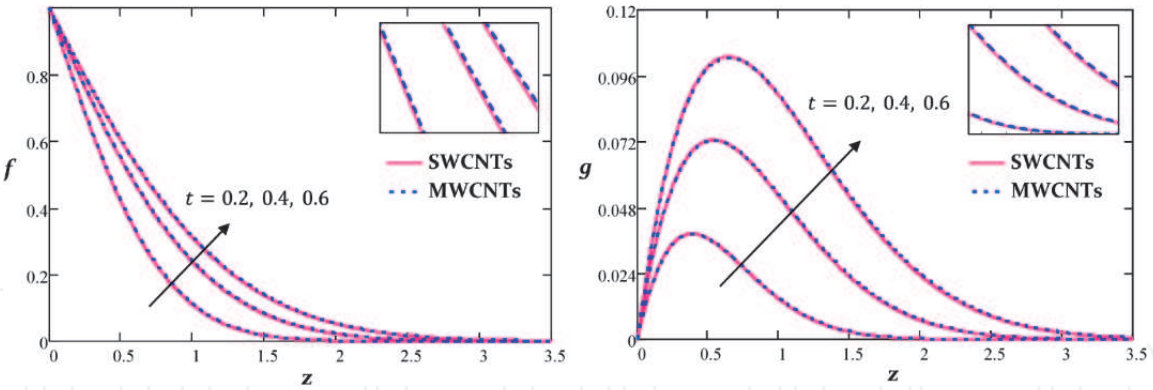 0.8
0.6
0.4
0.2
0
f
t = 0.2, 0.4, 0.6
SWCNTs
MWCNTs
0 0.5 1 1.5 2 2.5 3 3.5
z
0.12
0.096
0.072
0.048
0.024
0
g
t = 0.2, 0.4, 0.6
SWCNTs
MWCNTs
0 0.5 1 1.5 2 2.5 3 3.5
z